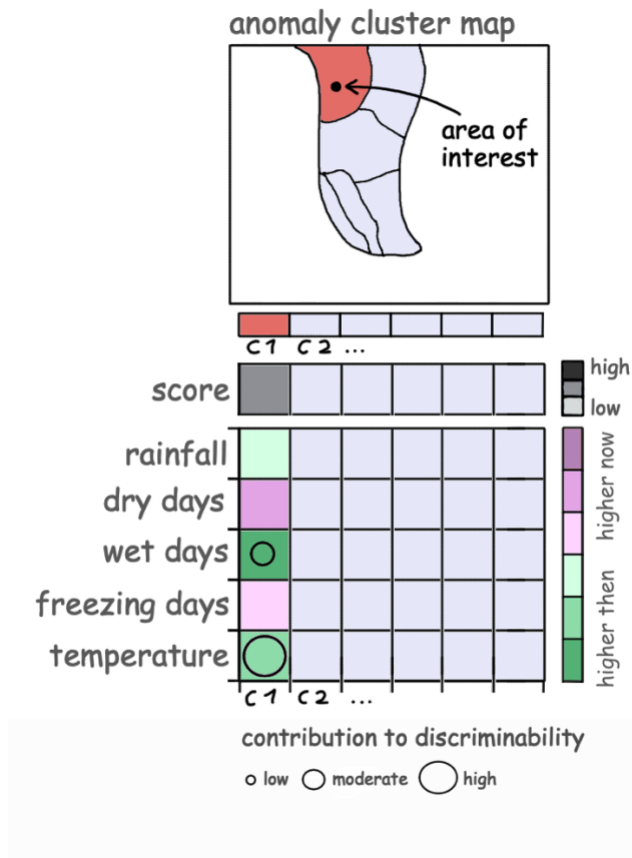 anomaly cluster map
area of
interest
C1 C2 ...
score
high
low
rainfall
dry days
wet days
freezing days
temperature
higher now
higher then
C1 C2 ...
contribution to discriminability
low moderate high